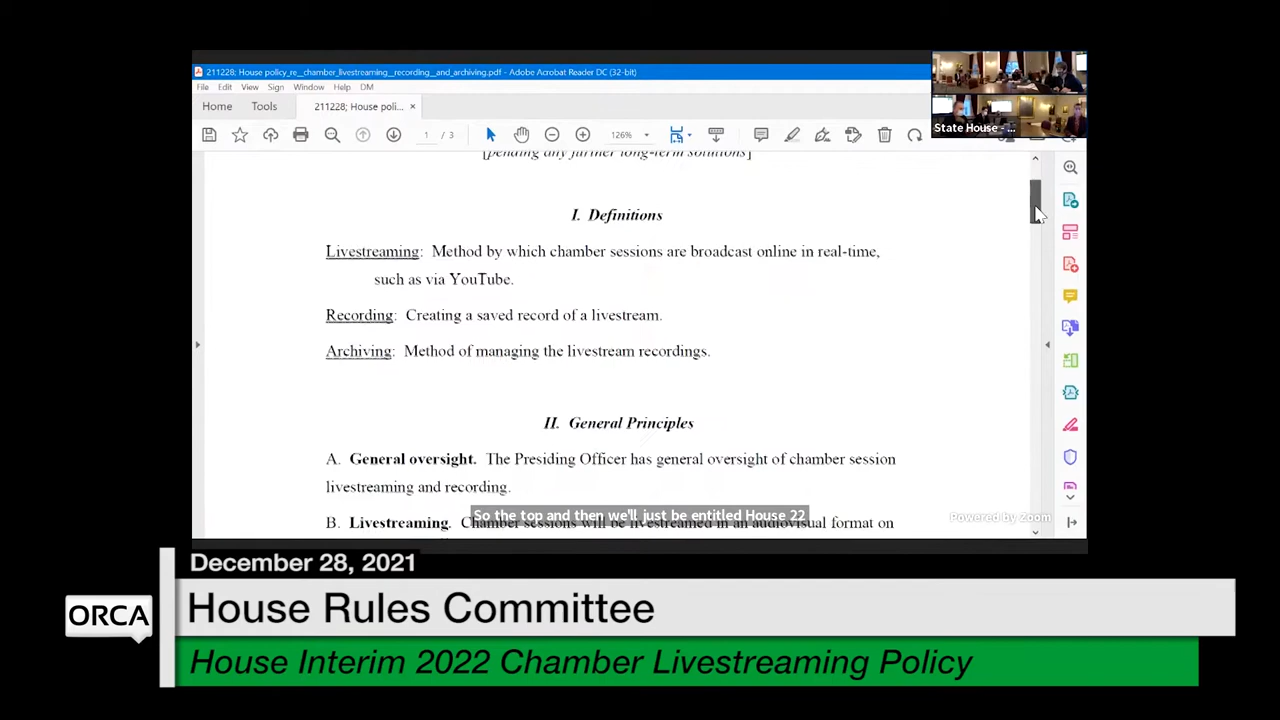 211228; House policy_re__chamber_livestreaming__recording__and_archiving.pdf - Adobe Acrobat Reader DC (32-bit)
File Edit View Sign Window Help DM
Home Tools 211228; House poli... ×
1 / 3 126%
State House - ...
[pending any further long-term solutions]
I. Definitions
Livestreaming: Method by which chamber sessions are broadcast online in real-time,
such as via YouTube.
Recording: Creating a saved record of a livestream.
Archiving: Method of managing the livestream recordings.
II. General Principles
A. General oversight. The Presiding Officer has general oversight of chamber session
livestreaming and recording.
So the top and then we'll just be entitled House 22
B. Livestreaming. Chamber sessions will be livestreamed in an audiovisual format on
Powered by Zoom
December 28, 2021
ORCA
House Rules Committee
House Interim 2022 Chamber Livestreaming Policy